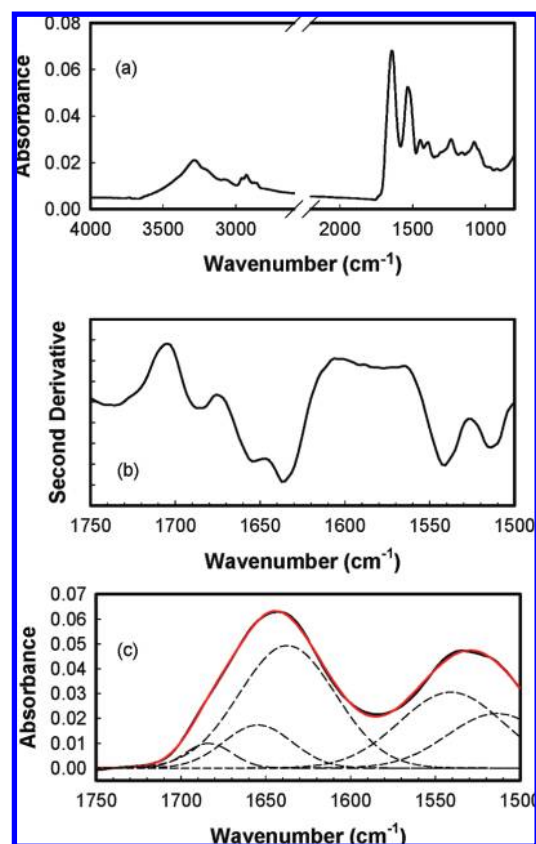 (a)
Absorbance
0.08
0.06
0.04
0.02
0.00
4000 3500 3000 2000 1500 1000
Wavenumber (cm-1)
(b)
Second Derivative
1750 1700 1650 1600 1550 1500
Wavenumber (cm-1)
(c)
Absorbance
0.07
0.06
0.05
0.04
0.03
0.02
0.01
0.00
1750 1700 1650 1600 1550 1500
Wavenumber (cm-1)